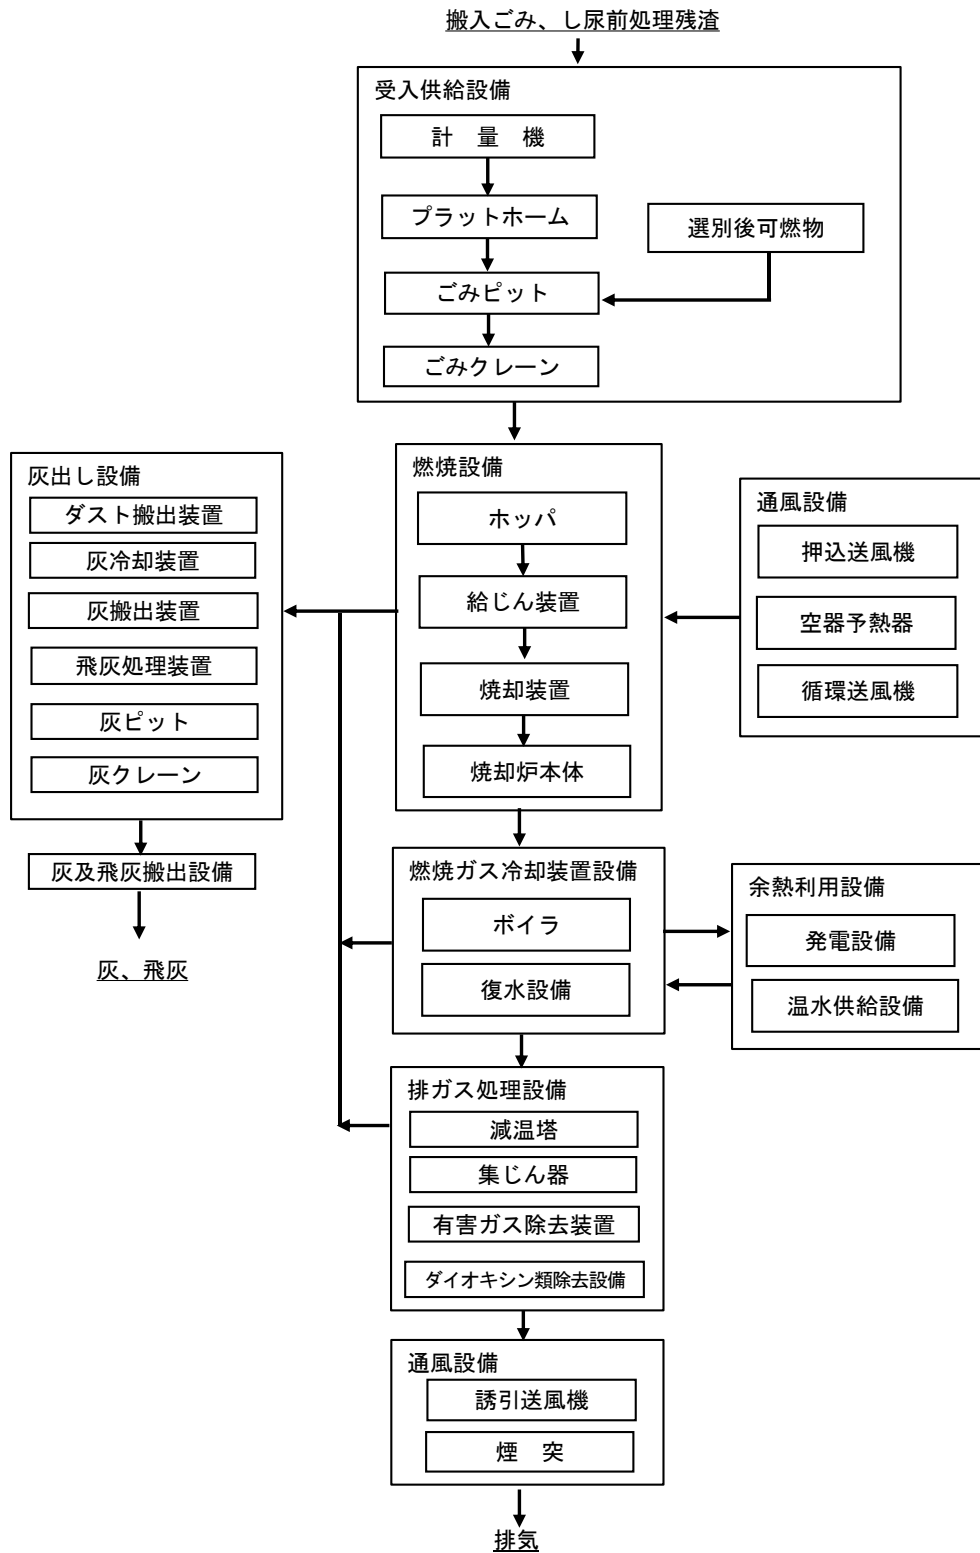 搬入ごみ、し尿前処理残渣
受入供給設備
計　量　機
プラットホーム
選別後可燃物
ごみピット
ごみクレーン
灰出し設備
ダスト搬出装置
灰冷却装置
灰搬出装置
飛灰処理装置
灰ピット
灰クレーン
灰及飛灰搬出設備
灰、飛灰
燃焼設備
ホッパ
給じん装置
焼却装置
焼却炉本体
通風設備
押込送風機
空器予熱器
循環送風機
燃焼ガス冷却装置設備
ボイラ
復水設備
余熱利用設備
発電設備
温水供給設備
排ガス処理設備
減温塔
集じん器
有害ガス除去装置
ダイオキシン類除去設備
通風設備
誘引送風機
煙　突
排気